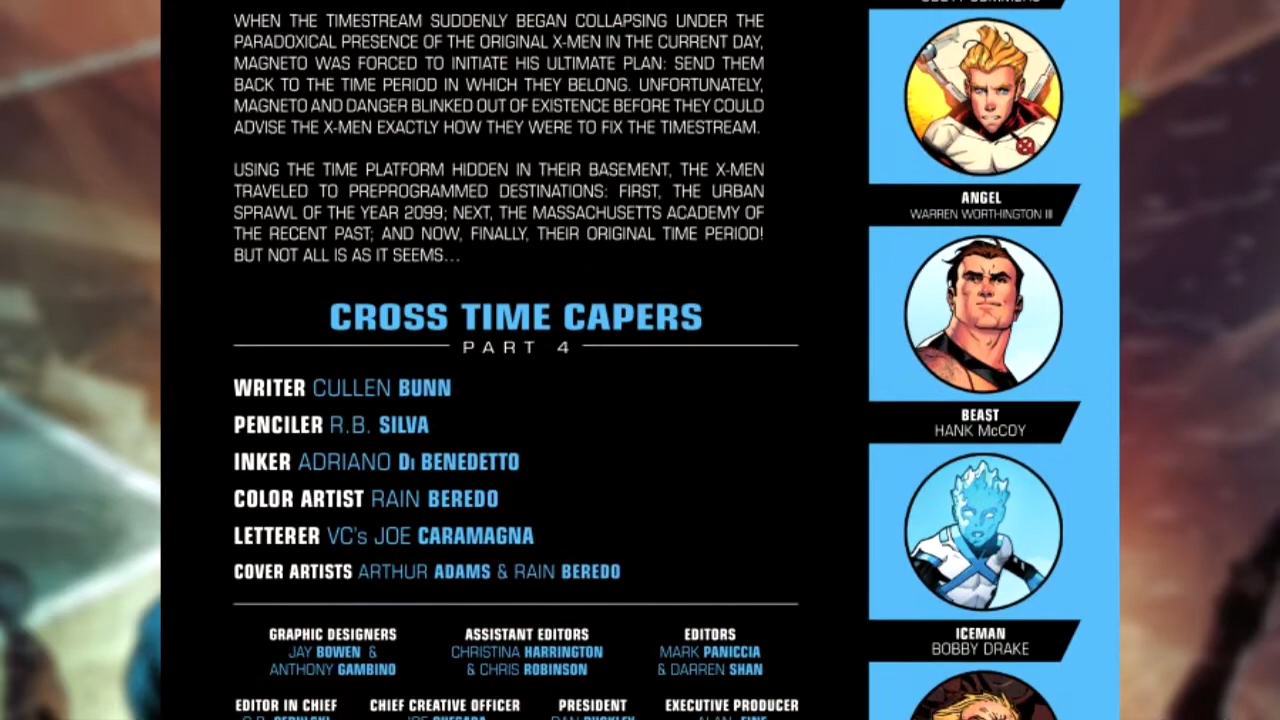 WHEN THE TIMESTREAM SUDDENLY BEGAN COLLAPSING UNDER THE
PARADOXICAL PRESENCE OF THE ORIGINAL X-MEN IN THE CURRENT DAY,
MAGNETO WAS FORCED TO INITIATE HIS ULTIMATE PLAN: SEND THEM
BACK TO THE TIME PERIOD IN WHICH THEY BELONG. UNFORTUNATELY,
MAGNETO AND DANGER BLINKED OUT OF EXISTENCE BEFORE THEY COULD
ADVISE THE X-MEN EXACTLY HOW THEY WERE TO FIX THE TIMESTREAM.
USING THE TIME PLATFORM HIDDEN IN THEIR BASEMENT, THE X-MEN
TRAVELED TO PREPROGRAMMED DESTINATIONS: FIRST, THE URBAN
SPRAWL OF THE YEAR 2099; NEXT, THE MASSACHUSETTS ACADEMY OF
THE RECENT PAST; AND NOW, FINALLY, THEIR ORIGINAL TIME PERIOD!
BUT NOT ALL IS AS IT SEEMS...
CROSS TIME CAPERS
PART 4
WRITER CULLEN BUNN
PENCILER R.B. SILVA
INKER ADRIANO Di BENEDETTO
COLOR ARTIST RAIN BEREDO
LETTERER VC's JOE CARAMAGNA
COVER ARTISTS ARTHUR ADAMS & RAIN BEREDO
GRAPHIC DESIGNERS
JAY BOWEN &
ANTHONY GAMBINO
ASSISTANT EDITORS
CHRISTINA HARRINGTON
& CHRIS ROBINSON
EDITORS
MARK PANICCIA
& DARREN SHAN
EDITOR IN CHIEF
CHIEF CREATIVE OFFICER
PRESIDENT
EXECUTIVE PRODUCER
ANGEL
WARREN WORTHINGTON III
BEAST
HANK McCOY
ICEMAN
BOBBY DRAKE